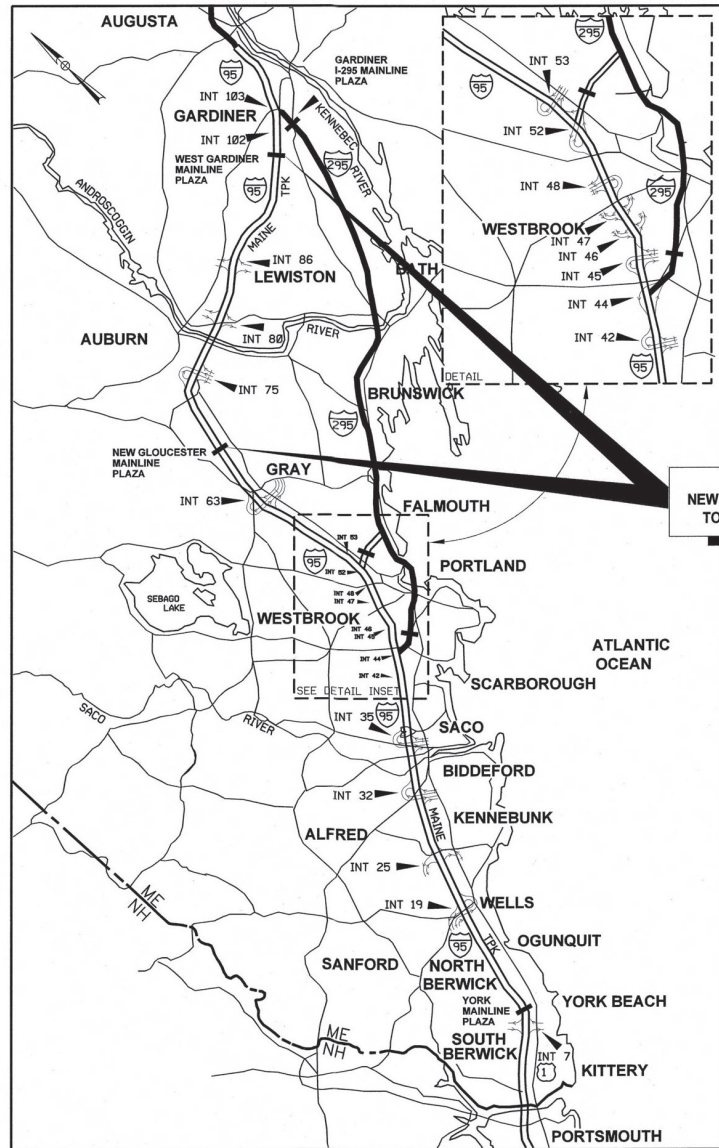 AUGUSTA
95
GARDINER
I-295 MAINLINE
PLAZA
INT 103
GARDINER
INT 102
KENNEBEC
RIVER
WEST GARDINER
MAINLINE
PLAZA
295
95
TPK
MAINE
ANDROSCOGGIN
INT 86
LEWISTON
BATH
AUBURN
INT 80
RIVER
INT 75
BRUNSWICK
295
NEW GLOUCESTER
MAINLINE
PLAZA
GRAY
INT 63
FALMOUTH
295
INT 53
95
INT 52
INT 48
295
WESTBROOK
INT 47
INT 46
INT 45
INT 44
INT 42
95
DETAIL
NEW
TO
INT 53
95
INT 52
INT 48
INT 47
PORTLAND
SEBAGO
LAKE
WESTBROOK
INT 46
INT 45
INT 44
INT 42
SEE DETAIL INSET
ATLANTIC
OCEAN
SCARBOROUGH
SACO
RIVER
INT 35
95
SACO
BIDDEFORD
INT 32
MAINE
KENNEBUNK
ALFRED
INT 25
INT 19
WELLS
95
TPK
OGUNQUIT
ME
NH
SANFORD
NORTH
BERWICK
YORK
MAINLINE
PLAZA
YORK BEACH
SOUTH
BERWICK
INT 7
1
KITTERY
ME
NH
PORTSMOUTH